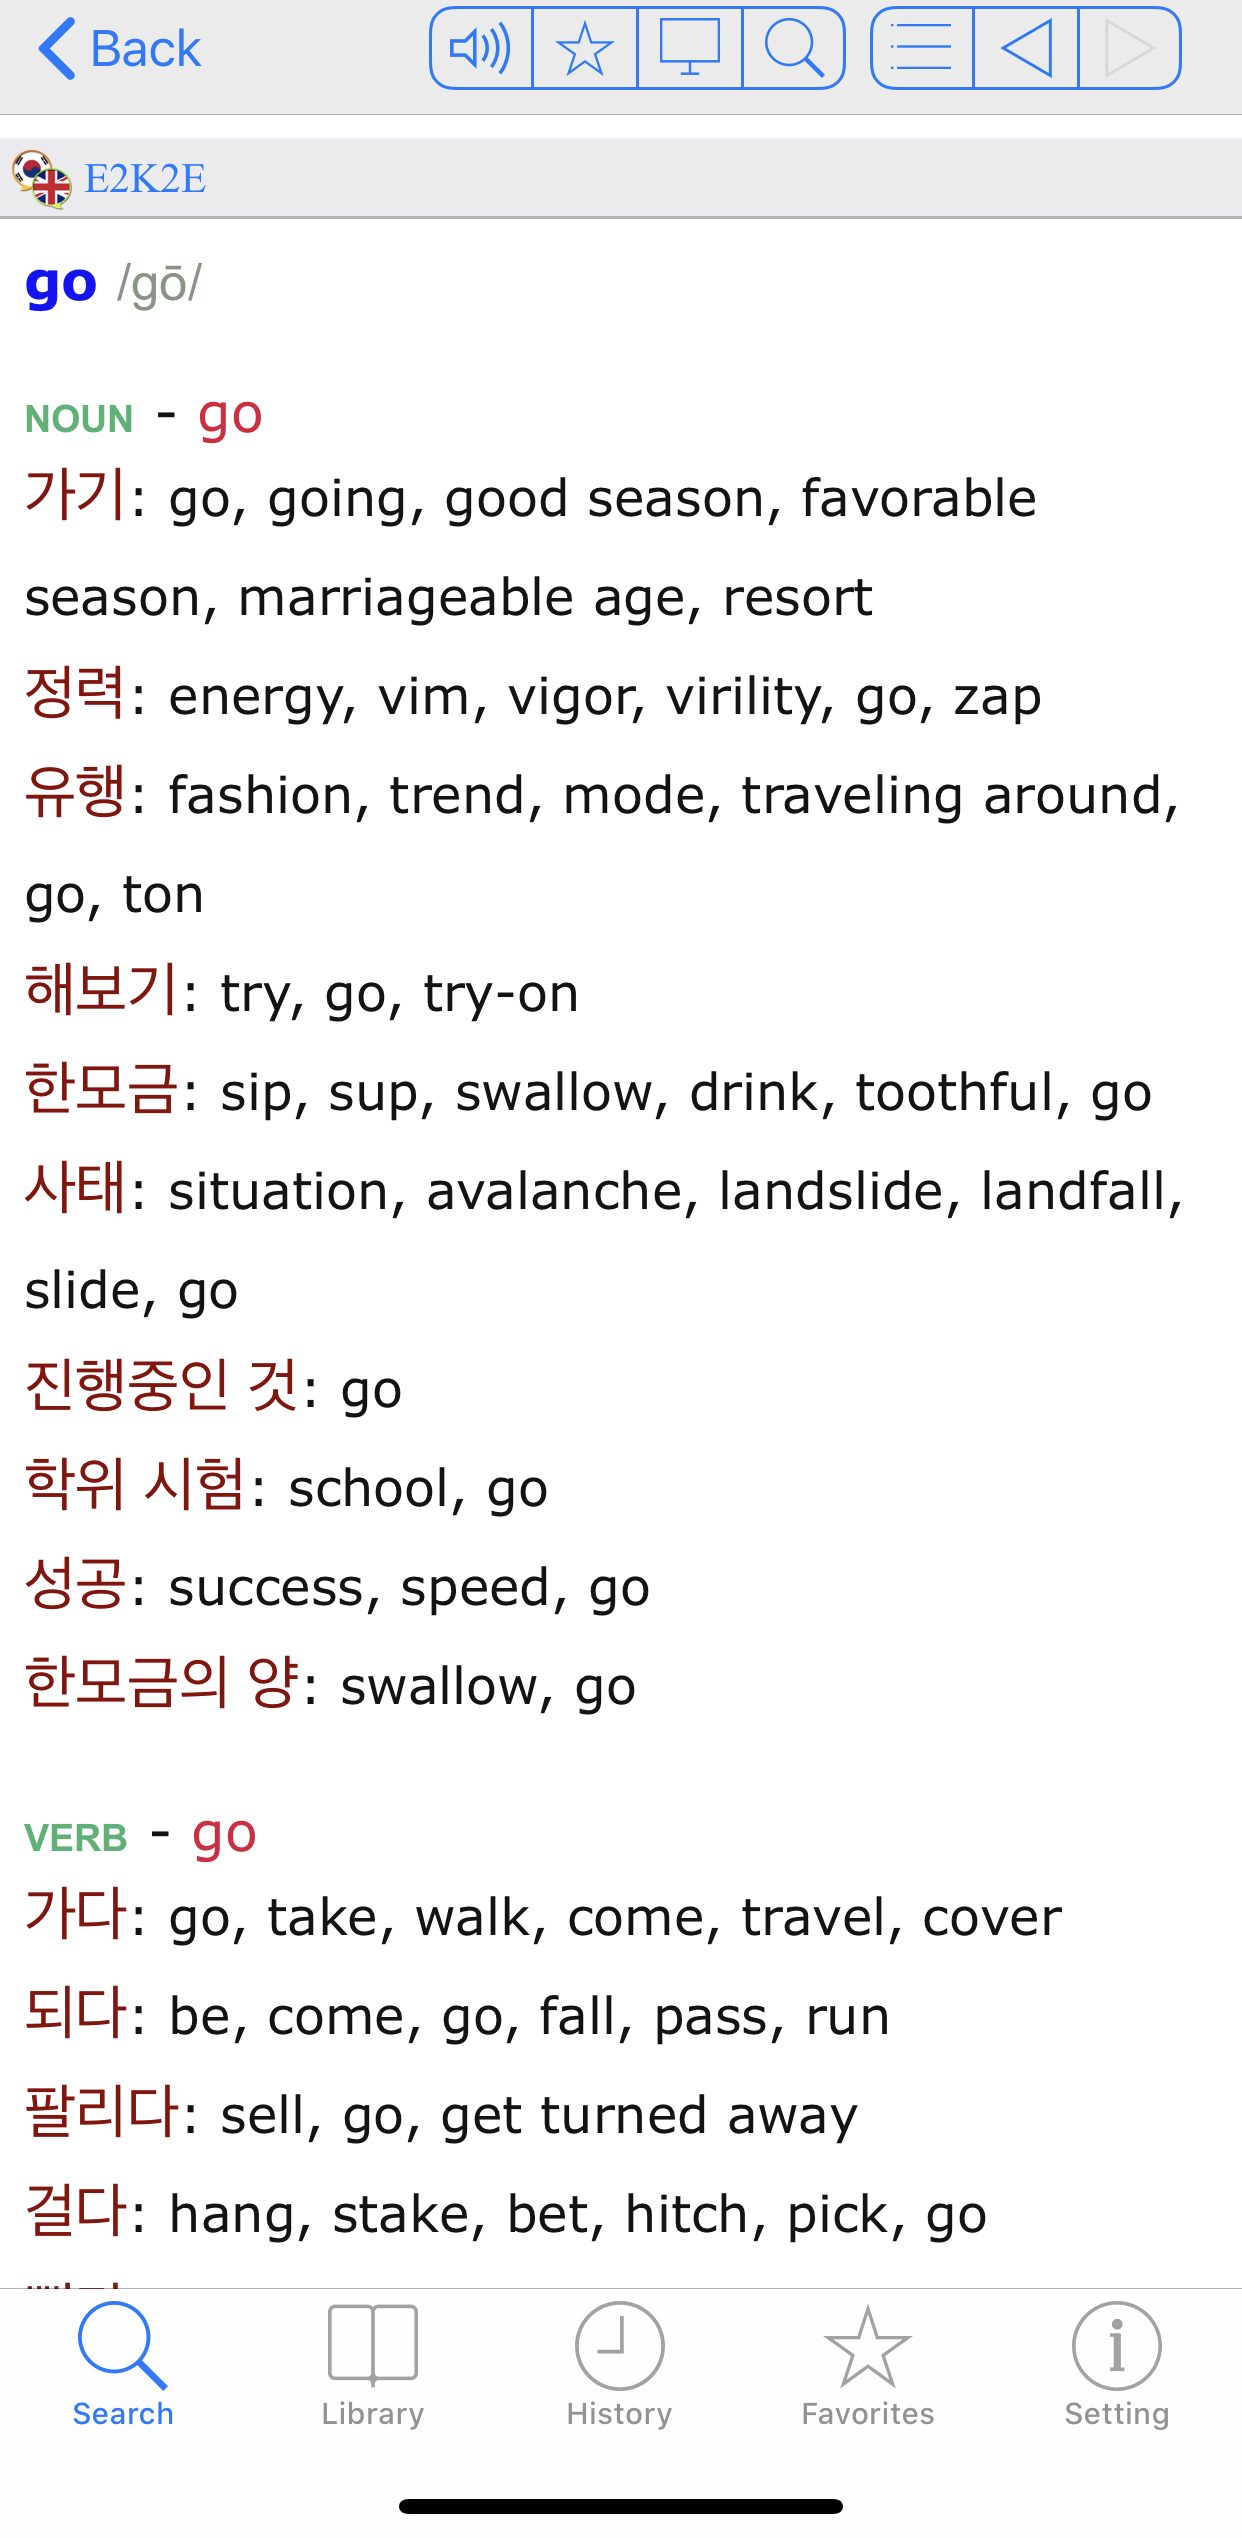 Back
E2K2E
go /gō/
NOUN - go
가기: go, going, good season, favorable
season, marriageable age, resort
정력: energy, vim, vigor, virility, go, zap
유행: fashion, trend, mode, traveling around,
go, ton
해보기: try, go, try-on
한모금: sip, sup, swallow, drink, toothful, go
사태: situation, avalanche, landslide, landfall,
slide, go
진행중인 것: go
학위 시험: school, go
성공: success, speed, go
한모금의 양: swallow, go
VERB - go
가다: go, take, walk, come, travel, cover
되다: be, come, go, fall, pass, run
팔리다: sell, go, get turned away
걸다: hang, stake, bet, hitch, pick, go
Search Library History Favorites Setting